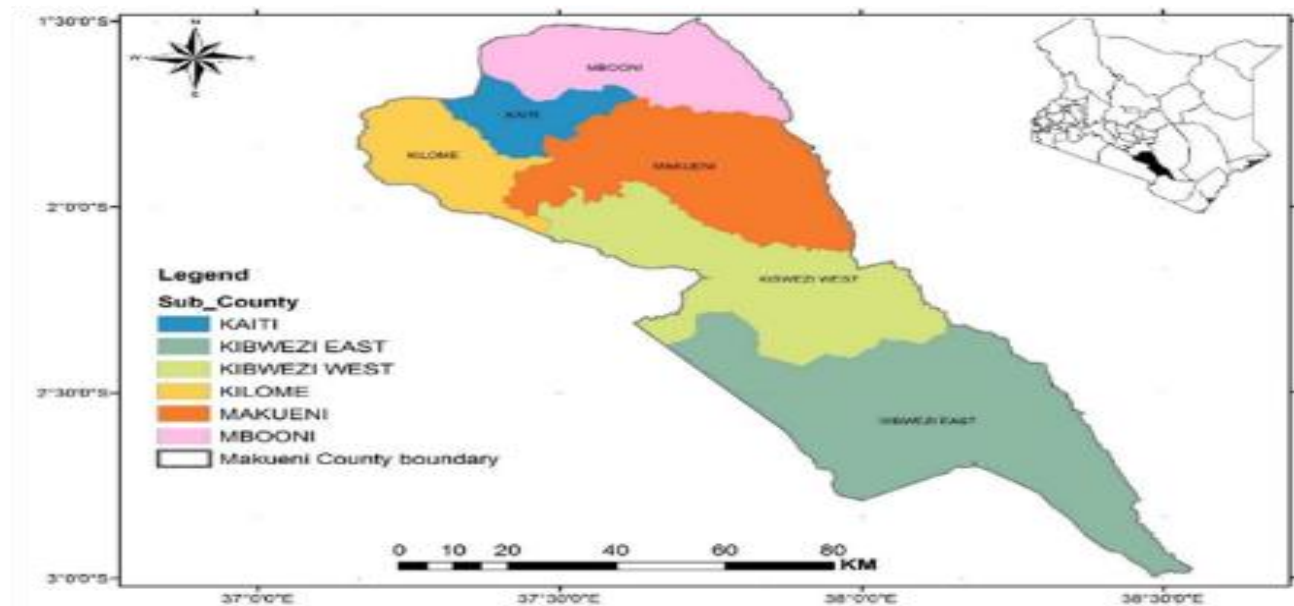 N
W
E
S
1°30'0"S
2°0'0"S
2°30'0"S
3°0'0"S
MBOONI
KAITI
KILOME
MAKUENI
KIBWEZI WEST
KIBWEZI EAST
Legend
Sub_County
KAITI
KIBWEZI EAST
KIBWEZI WEST
KILOME
MAKUENI
MBOONI
Makueni County boundary
0 10 20 40 60 80
KM
37°0'0"E 37°30'0"E 38°0'0"E 38°30'0"E